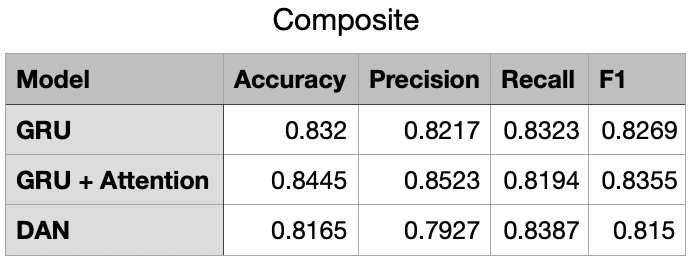 Composite
Model Accuracy Precision Recall F1
GRU 0.832 0.8217 0.8323 0.8269
GRU + Attention 0.8445 0.8523 0.8194 0.8355
DAN 0.8165 0.7927 0.8387 0.815